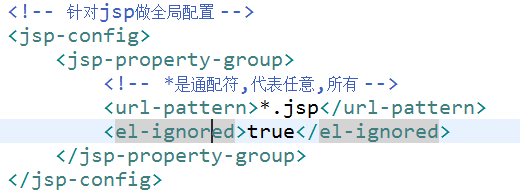 <!-- 针对jsp做全局配置 -->
<jsp-config>
<jsp-property-group>
<!-- *是通配符,代表任意,所有 -->
<url-pattern>*.jsp</url-pattern>
<el-ignored>true</el-ignored>
</jsp-property-group>
</jsp-config>